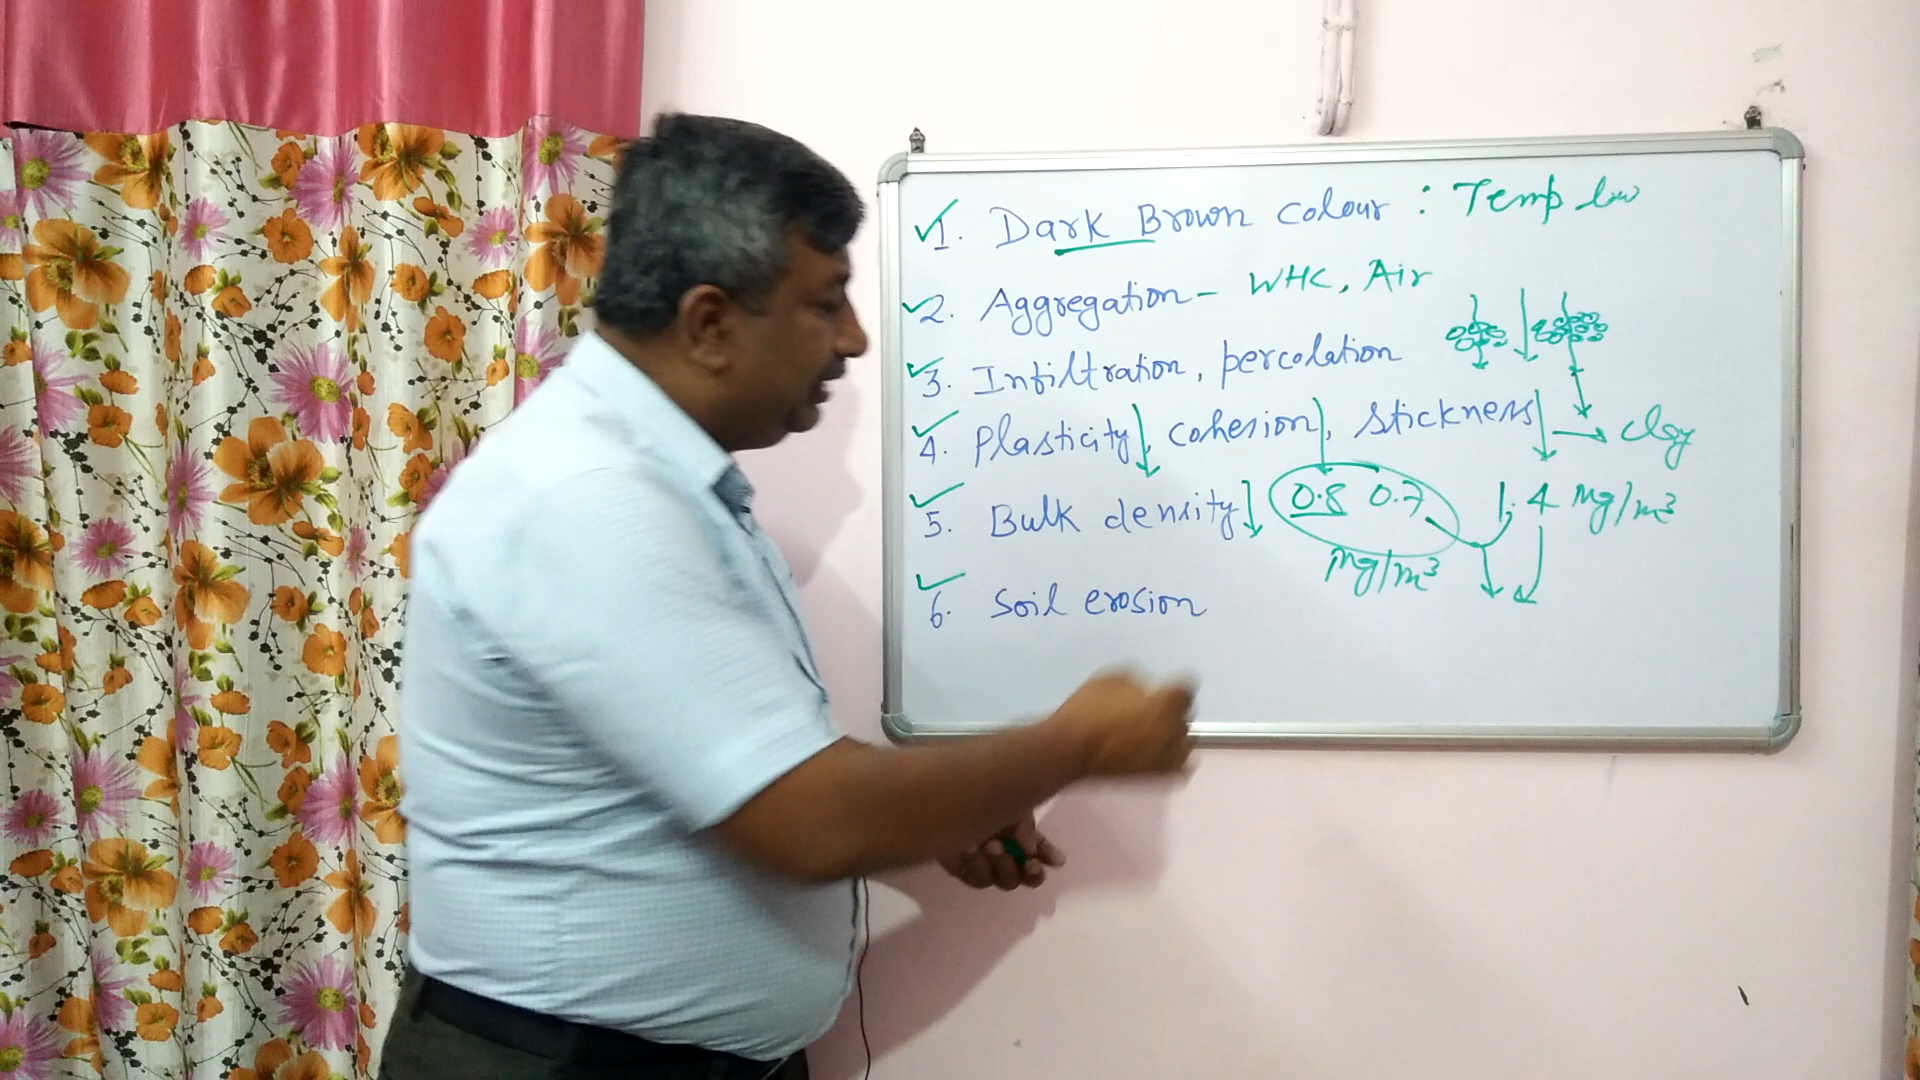 1. Dark Brown colour : Temp low
2. Aggregation - WHC, Air
3. Infiltration, percolation
4. Plasticity, cohesion, stickness → clay
5. Bulk density 0.8 0.7 1.4 Mg/m³
Mg/m³
6. Soil erosion